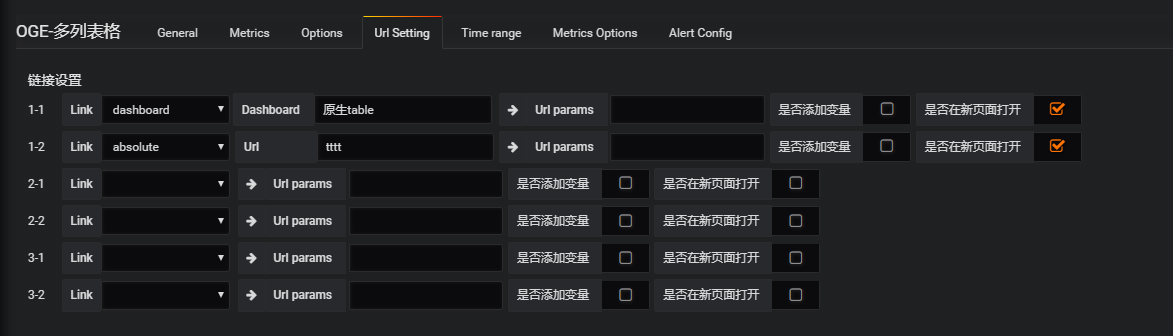 OGE-多列表格 General Metrics Options Url Setting Time range Metrics Options Alert Config
链接设置
1-1 Link dashboard Dashboard 原生table Url params 是否添加变量 是否在新页面打开
1-2 Link absolute Url tttt Url params 是否添加变量 是否在新页面打开
2-1 Link Url params 是否添加变量 是否在新页面打开
2-2 Link Url params 是否添加变量 是否在新页面打开
3-1 Link Url params 是否添加变量 是否在新页面打开
3-2 Link Url params 是否添加变量 是否在新页面打开